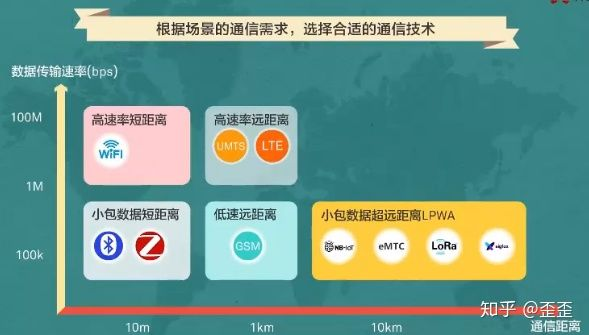 根据场景的通信需求，选择合适的通信技术
数据传输速率(bps)
100M
高速率短距离
高速率远距离
WiFi
UMTS
LTE
1M
小包数据短距离
低速远距离
小包数据超远距离LPWA
100k
GSM
NB-IoT
eMTC
LoRa
sigfox
10m
1km
10km
通信距离
知乎 @歪歪